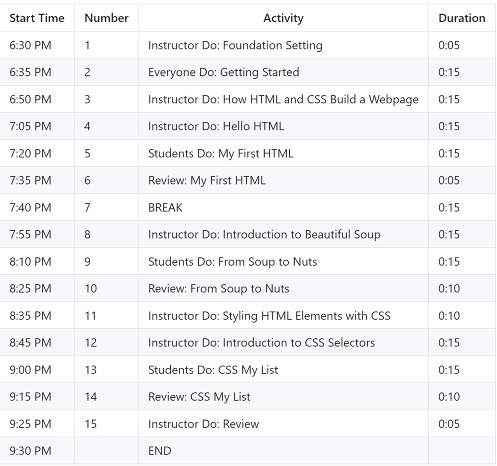 Start Time Number Activity Duration
6:30 PM 1 Instructor Do: Foundation Setting 0:05
6:35 PM 2 Everyone Do: Getting Started 0:15
6:50 PM 3 Instructor Do: How HTML and CSS Build a Webpage 0:15
7:05 PM 4 Instructor Do: Hello HTML 0:15
7:20 PM 5 Students Do: My First HTML 0:15
7:35 PM 6 Review: My First HTML 0:05
7:40 PM 7 BREAK 0:15
7:55 PM 8 Instructor Do: Introduction to Beautiful Soup 0:15
8:10 PM 9 Students Do: From Soup to Nuts 0:15
8:25 PM 10 Review: From Soup to Nuts 0:10
8:35 PM 11 Instructor Do: Styling HTML Elements with CSS 0:10
8:45 PM 12 Instructor Do: Introduction to CSS Selectors 0:15
9:00 PM 13 Students Do: CSS My List 0:15
9:15 PM 14 Review: CSS My List 0:10
9:25 PM 15 Instructor Do: Review 0:05
9:30 PM END